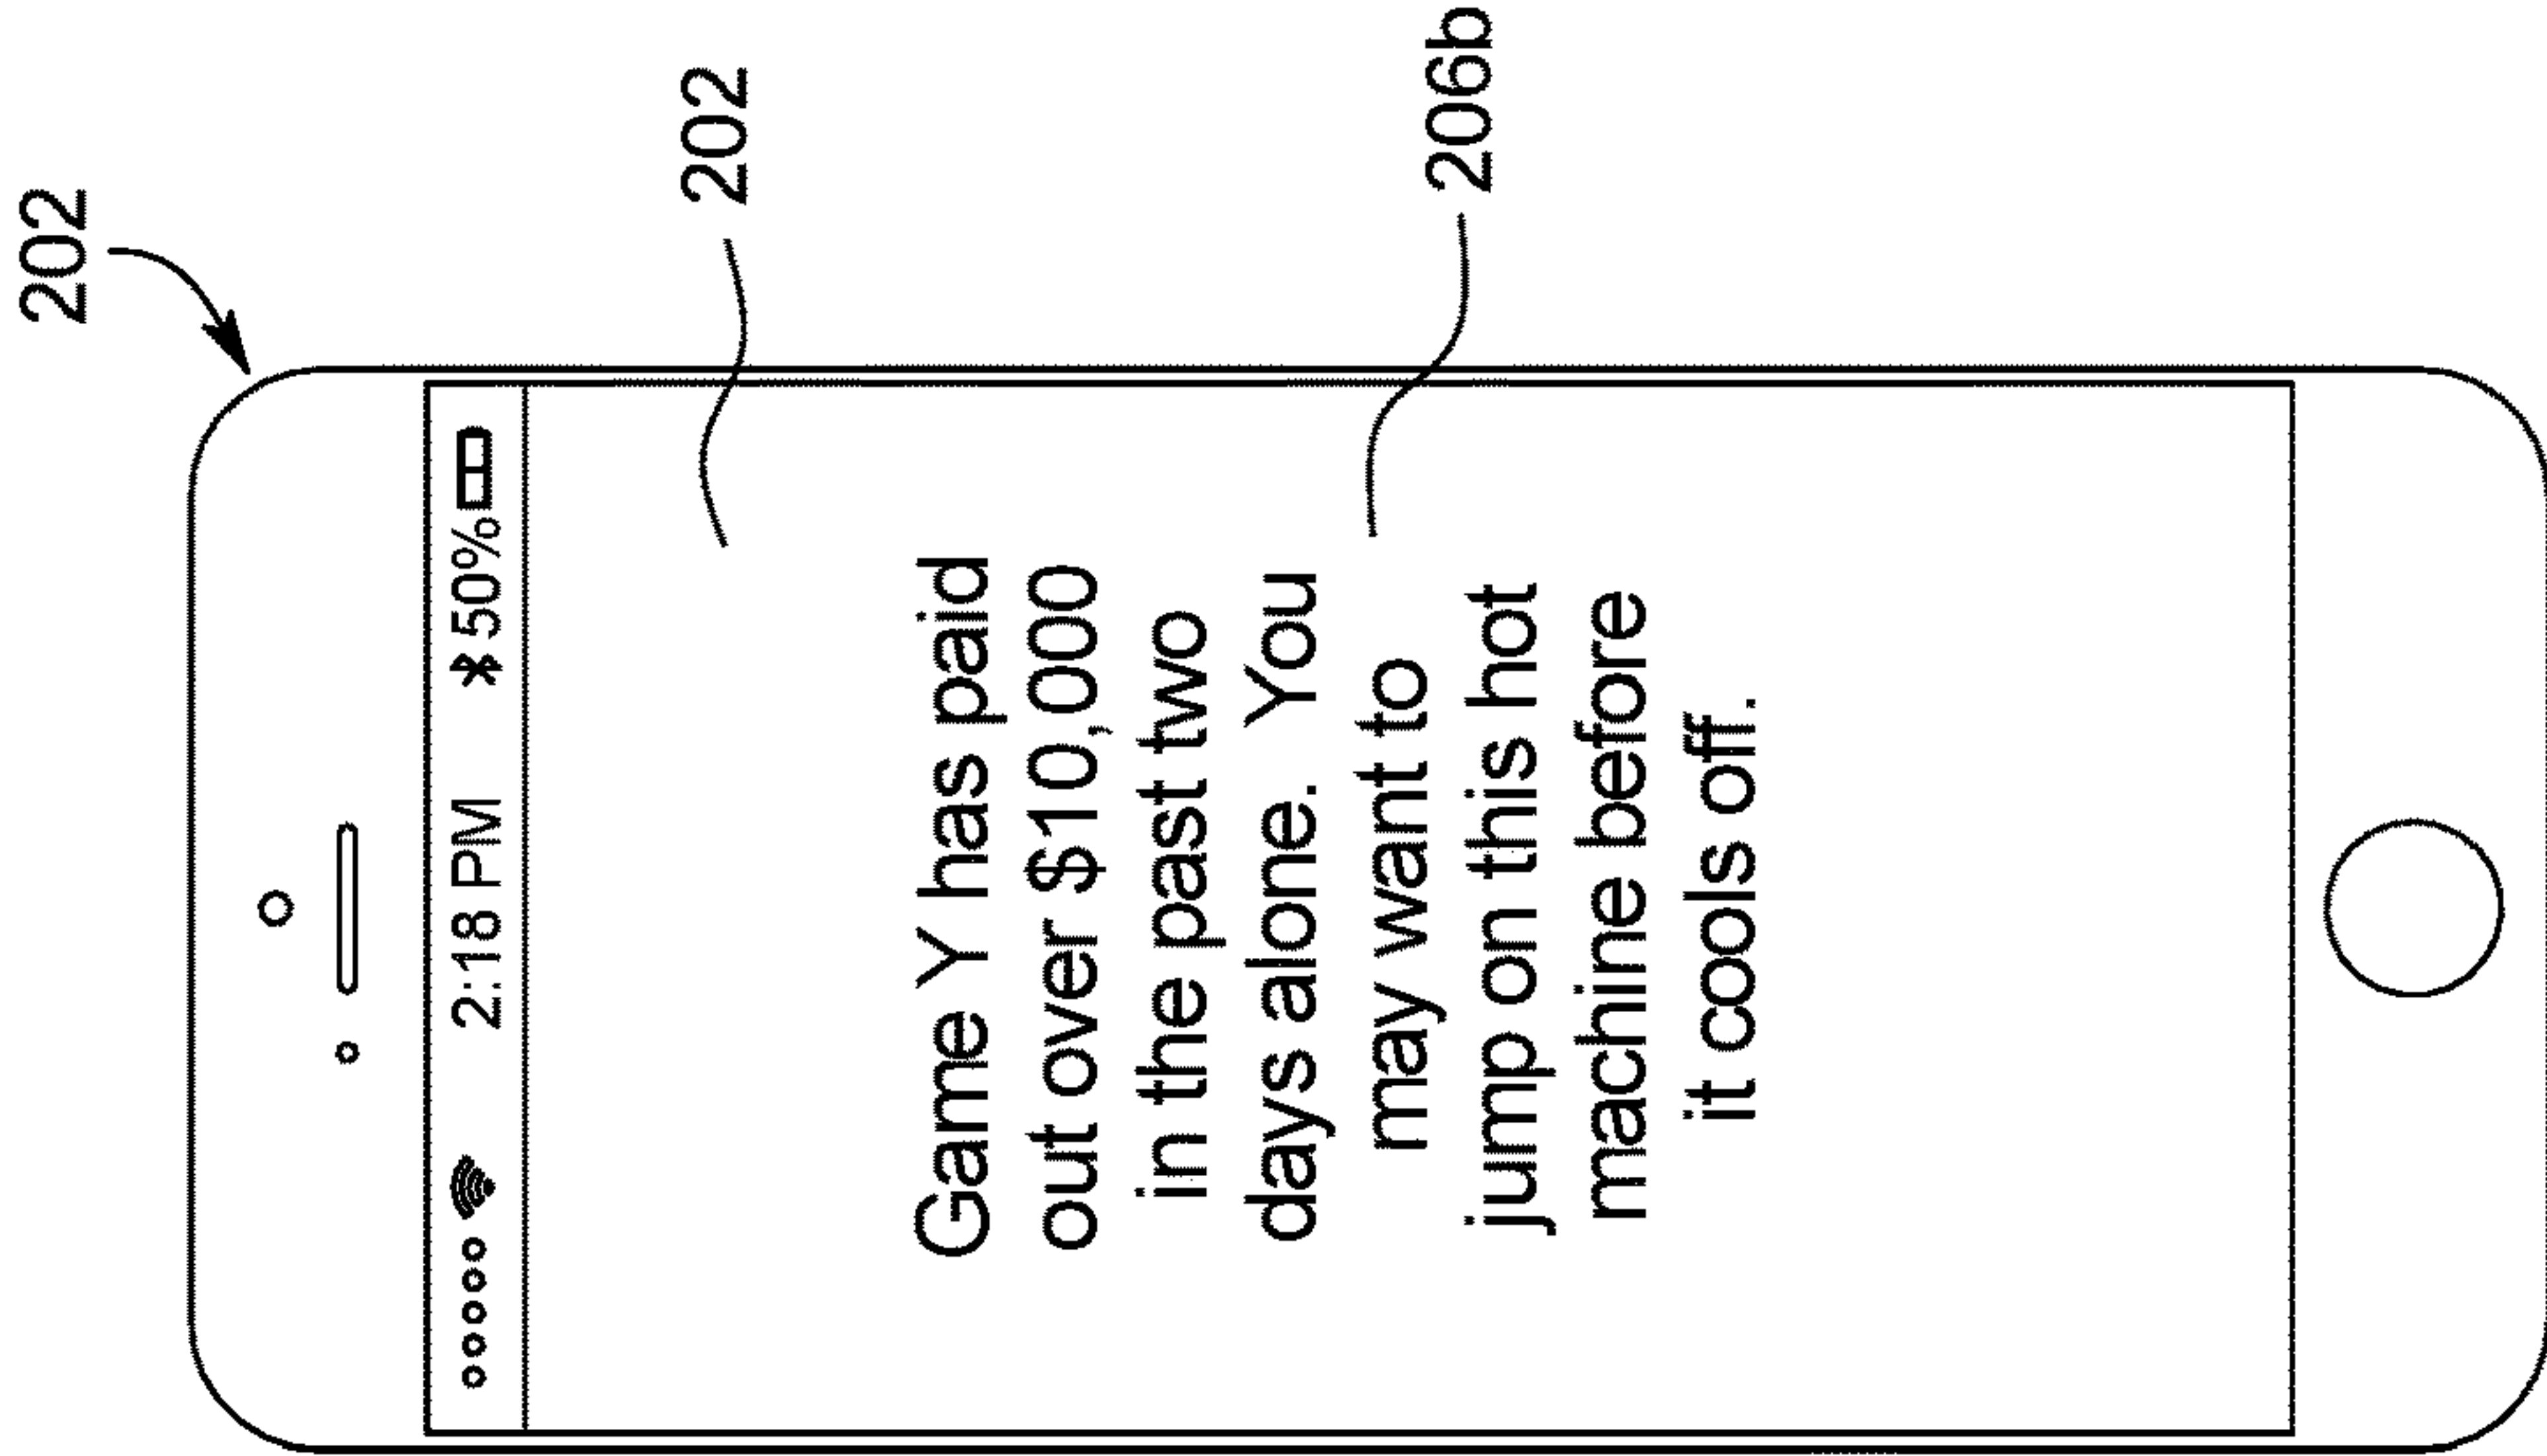 202
2:18 PM 50%
202
Game Y has paid
out over $10,000
in the past two
days alone. You
may want to
jump on this hot
machine before
it cools off.
206b